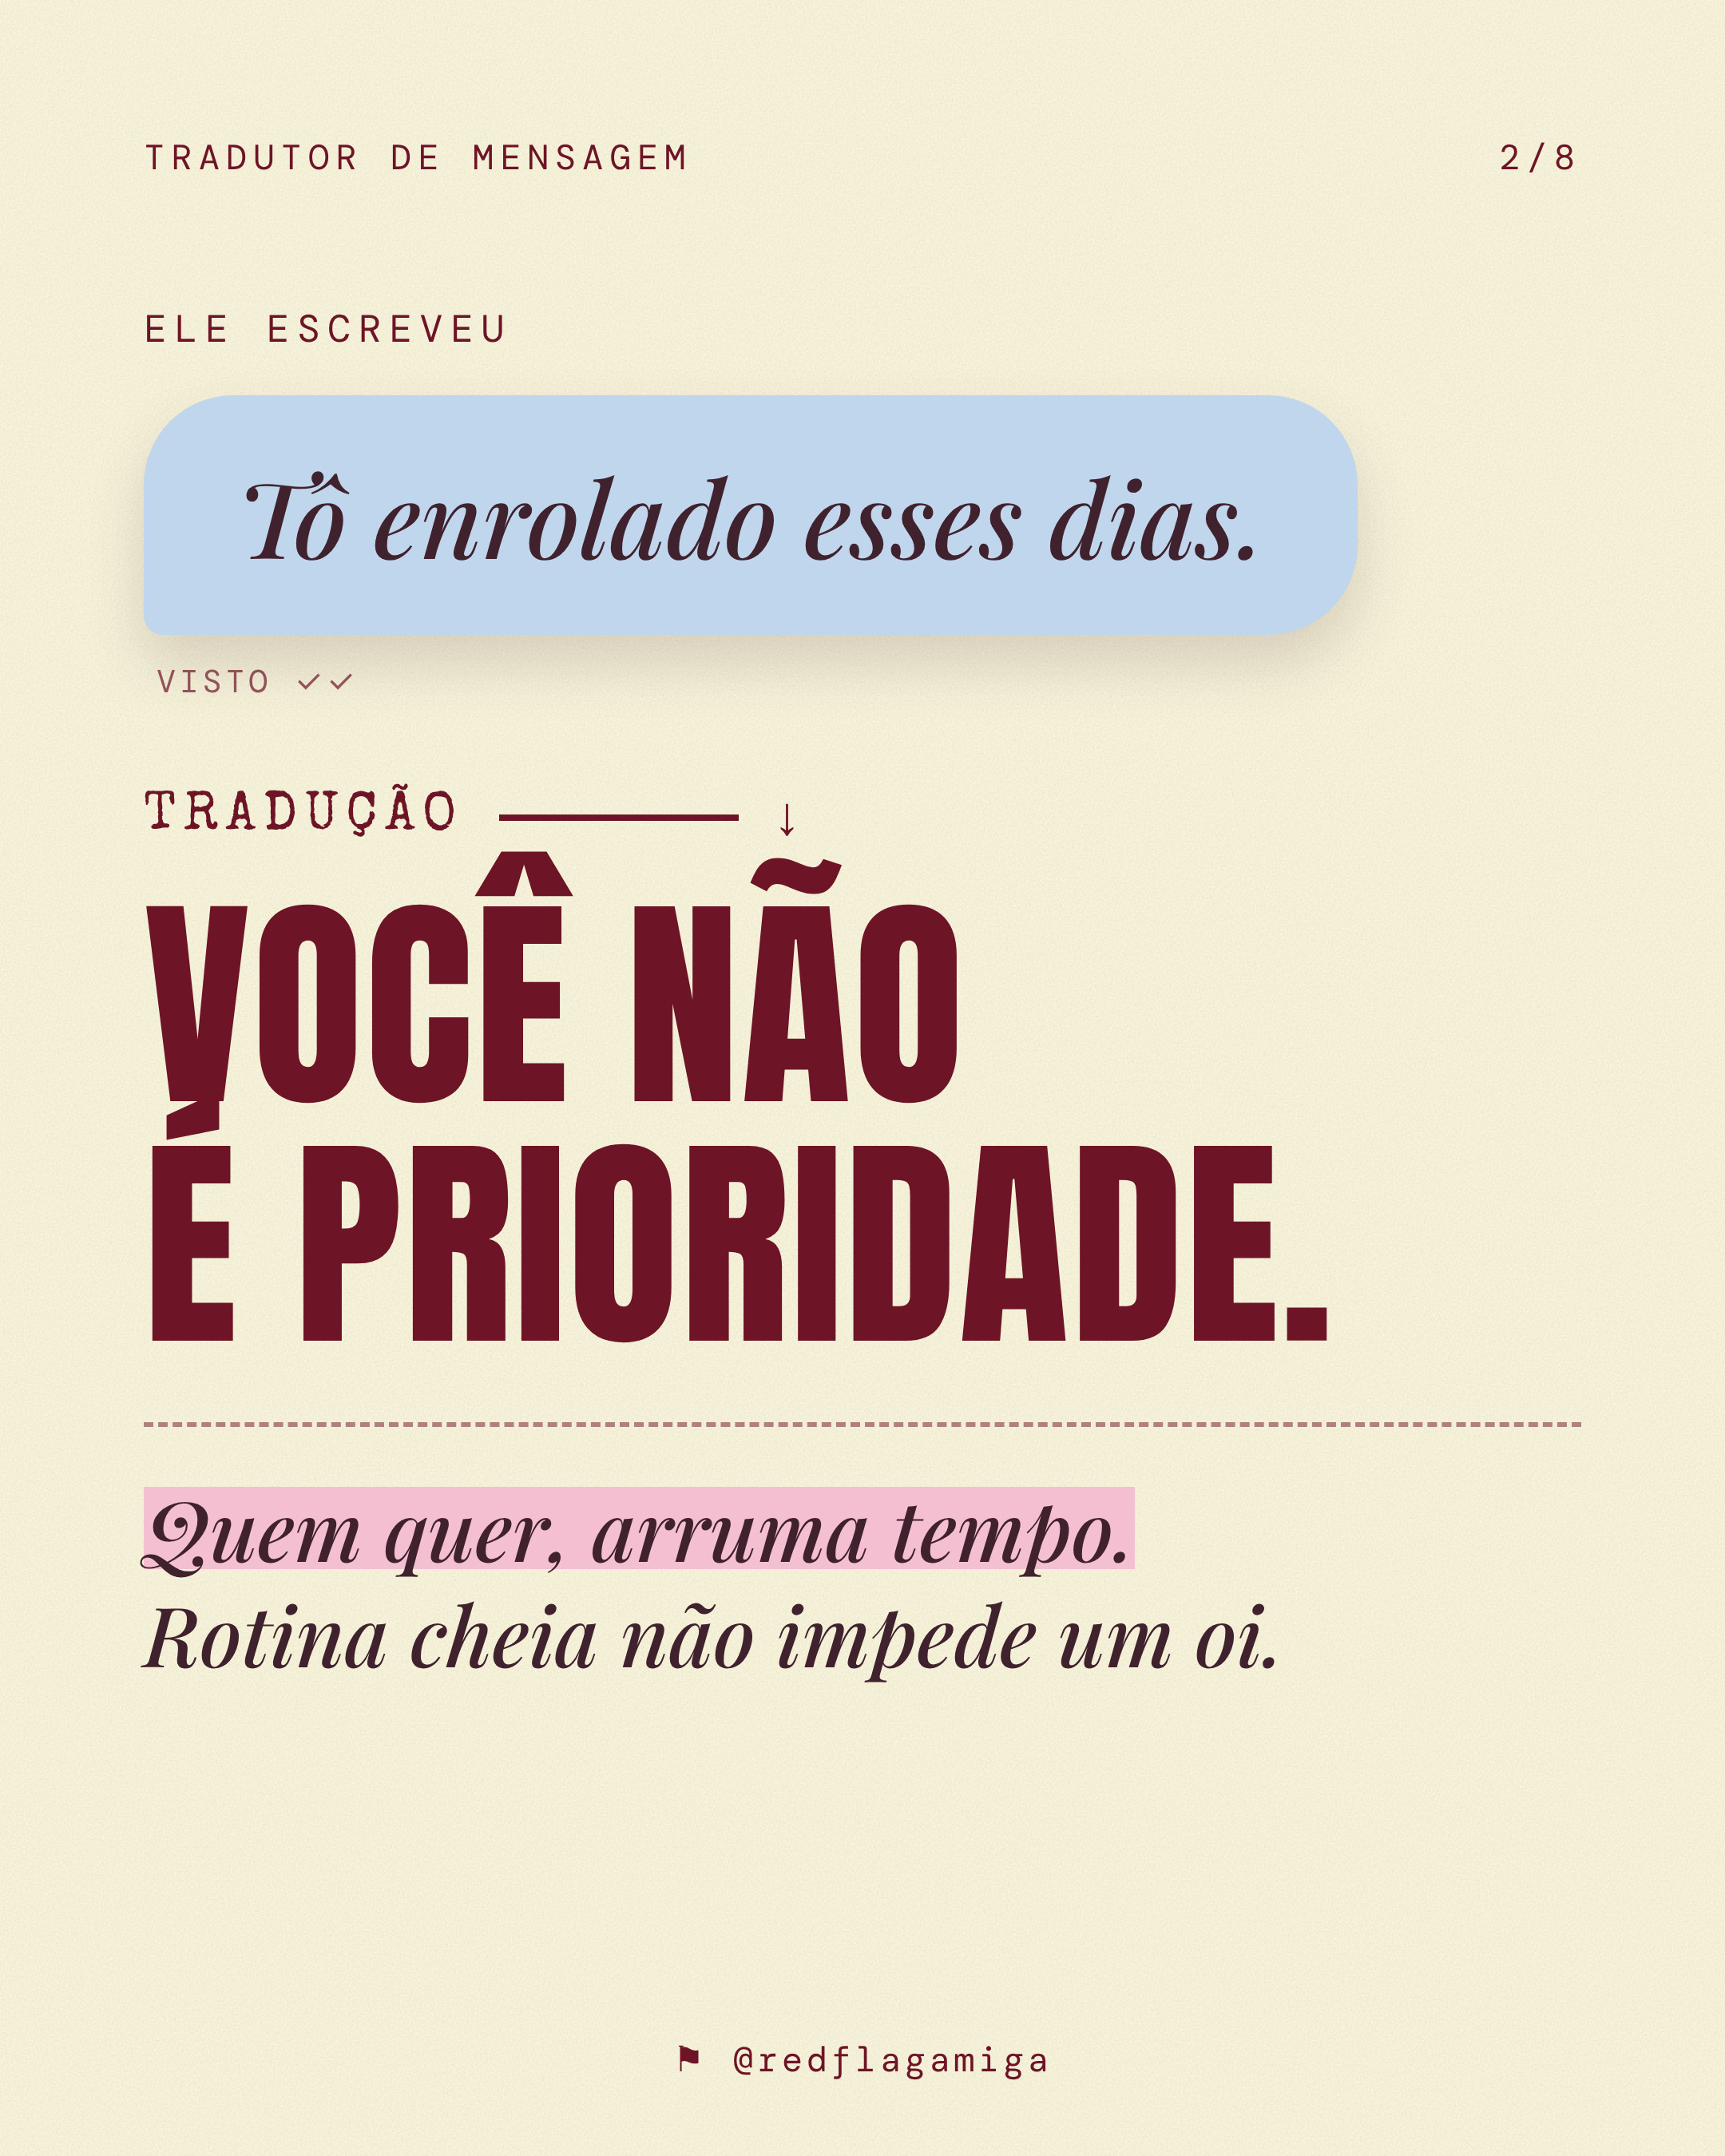 TRADUTOR DE MENSAGEM 2/8
ELE ESCREVEU
Tô enrolado esses dias.
VISTO ✓✓
TRADUÇÃO ↓
VOCÊ NÃO
É PRIORIDADE.
Quem quer, arruma tempo.
Rotina cheia não impede um oi.
⚑ @redflagamiga